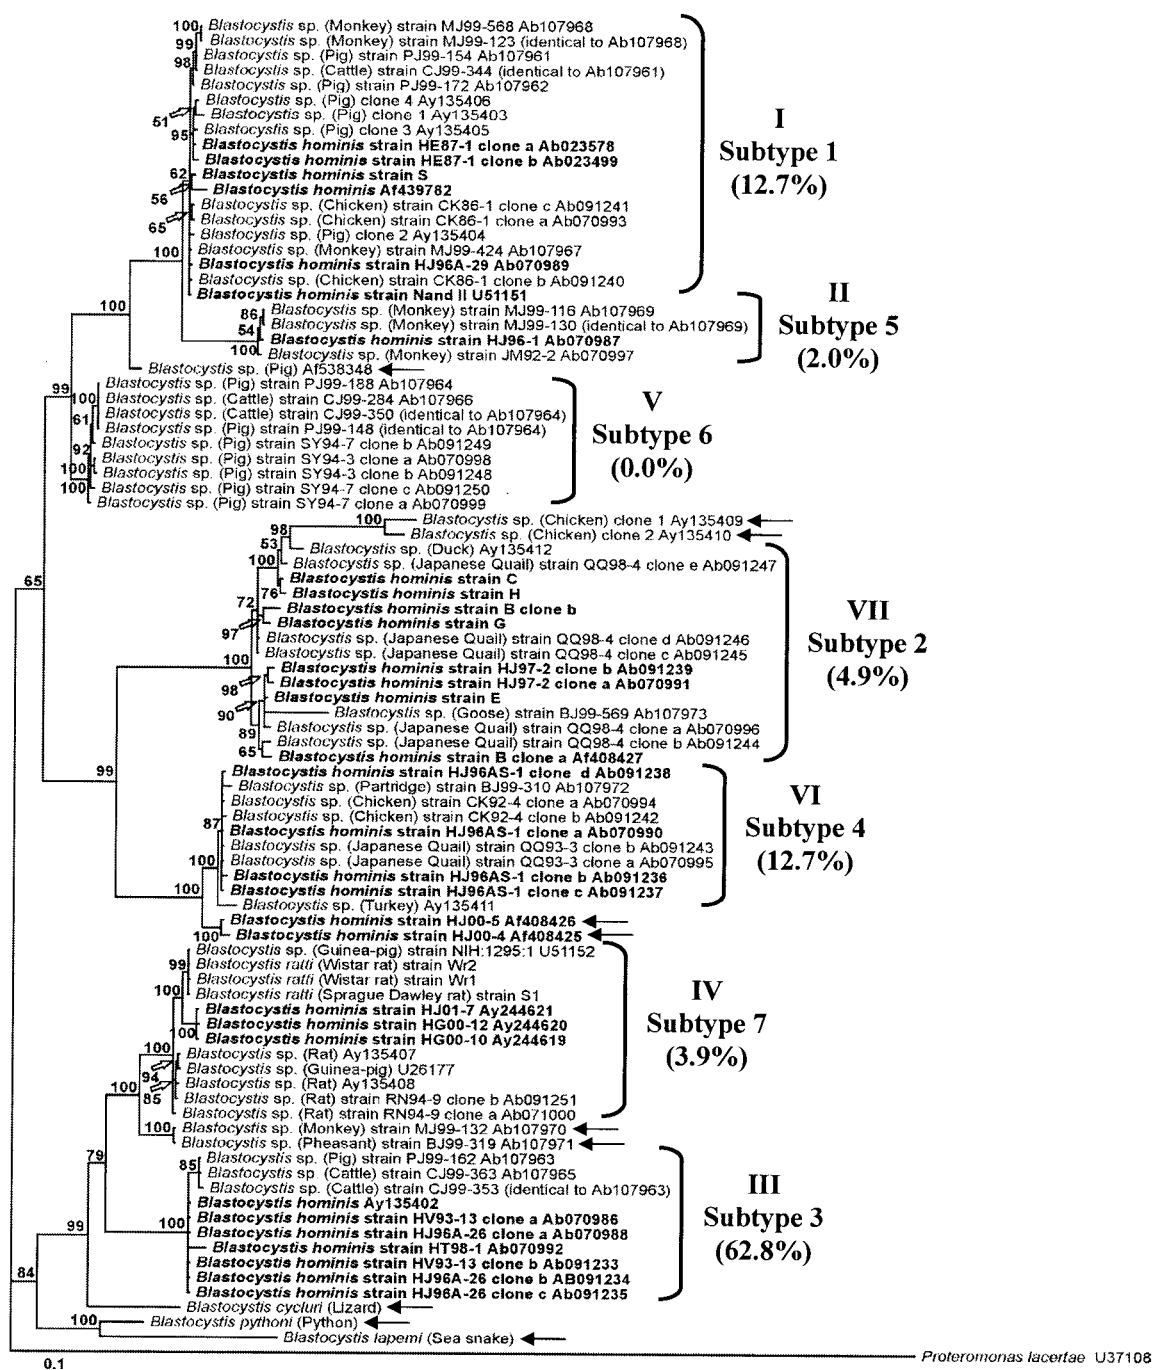 100 Blastocystis sp. (Monkey) strain MJ99-568 Ab107968
99 Blastocystis sp. (Monkey) strain MJ99-123 (identical to Ab107968)
Blastocystis sp. (Pig) strain PJ99-154 Ab107961
98 Blastocystis sp. (Cattle) strain CJ99-344 (identical to Ab107961)
Blastocystis sp. (Pig) strain PJ99-172 Ab107962
Blastocystis sp. (Pig) clone 4 Ay135406
51 Blastocystis sp. (Pig) clone 1 Ay135403
95 Blastocystis sp. (Pig) clone 3 Ay135405
Blastocystis hominis strain HE87-1 clone a Ab023578
Blastocystis hominis strain HE87-1 clone b Ab023499
62 Blastocystis hominis strain S
56 Blastocystis hominis Af439782
Blastocystis sp. (Chicken) strain CK86-1 clone c Ab091241
65 Blastocystis sp. (Chicken) strain CK86-1 clone a Ab070993
Blastocystis sp. (Pig) clone 2 Ay135404
100 Blastocystis sp. (Monkey) strain MJ99-424 Ab107967
Blastocystis hominis strain HJ96A-29 Ab070989
Blastocystis sp. (Chicken) strain CK86-1 clone b Ab091240
Blastocystis hominis strain Nand II U51151
I
Subtype 1
(12.7%)
100
86 Blastocystis sp. (Monkey) strain MJ99-116 Ab107969
Blastocystis sp. (Monkey) strain MJ99-130 (identical to Ab107969)
54 Blastocystis hominis strain HJ96-1 Ab070987
100 Blastocystis sp. (Monkey) strain JM92-2 Ab070997
II
Subtype 5
(2.0%)
Blastocystis sp. (Pig) Af538348
99 Blastocystis sp. (Pig) strain PJ99-188 Ab107964
100 Blastocystis sp. (Cattle) strain CJ99-284 Ab107966
61 Blastocystis sp. (Cattle) strain CJ99-350 (identical to Ab107964)
Blastocystis sp. (Pig) strain PJ99-148 (identical to Ab107964)
92 Blastocystis sp. (Pig) strain SY94-7 clone b Ab091249
Blastocystis sp. (Pig) strain SY94-3 clone a Ab070998
100 Blastocystis sp. (Pig) strain SY94-3 clone b Ab091248
100 Blastocystis sp. (Pig) strain SY94-7 clone c Ab091250
Blastocystis sp. (Pig) strain SY94-7 clone a Ab070999
V
Subtype 6
(0.0%)
100 Blastocystis sp. (Chicken) clone 1 Ay135409
98 Blastocystis sp. (Chicken) clone 2 Ay135410
53 Blastocystis sp. (Duck) Ay135412
100 Blastocystis sp. (Japanese Quail) strain QQ98-4 clone e Ab091247
Blastocystis hominis strain C
65 76 Blastocystis hominis strain H
72 Blastocystis hominis strain B clone b
97 Blastocystis hominis strain G
Blastocystis sp. (Japanese Quail) strain QQ98-4 clone d Ab091246
Blastocystis sp. (Japanese Quail) strain QQ98-4 clone c Ab091245
100 Blastocystis hominis strain HJ97-2 clone b Ab091239
98 Blastocystis hominis strain HJ97-2 clone a Ab070991
Blastocystis hominis strain E
90 Blastocystis sp. (Goose) strain BJ99-569 Ab107973
Blastocystis sp. (Japanese Quail) strain QQ98-4 clone a Ab070996
89 Blastocystis sp. (Japanese Quail) strain QQ98-4 clone b Ab091244
65 Blastocystis hominis strain B clone a Af408427
VII
Subtype 2
(4.9%)
99 Blastocystis hominis strain HJ96AS-1 clone d Ab091238
Blastocystis sp. (Partridge) strain BJ99-310 Ab107972
Blastocystis sp. (Chicken) strain CK92-4 clone a Ab070994
87 Blastocystis sp. (Chicken) strain CK92-4 clone b Ab091242
Blastocystis hominis strain HJ96AS-1 clone a Ab070990
Blastocystis sp. (Japanese Quail) strain QQ93-3 clone b Ab091243
100 Blastocystis sp. (Japanese Quail) strain QQ93-3 clone a Ab070995
Blastocystis hominis strain HJ96AS-1 clone b Ab091236
100 Blastocystis hominis strain HJ96AS-1 clone c Ab091237
Blastocystis sp. (Turkey) Ay135411
VI
Subtype 4
(12.7%)
Blastocystis hominis strain HJ00-5 Af408426
100 Blastocystis hominis strain HJ00-4 Af408425
Blastocystis sp. (Guinea-pig) strain NIH:1295:1 U51152
99 Blastocystis ratti (Wistar rat) strain Wr2
Blastocystis ratti (Wistar rat) strain Wr1
100 Blastocystis ratti (Sprague Dawley rat) strain S1
Blastocystis hominis strain HJ01-7 Ay244621
Blastocystis hominis strain HG00-12 Ay244620
100 Blastocystis hominis strain HG00-10 Ay244619
100 Blastocystis sp. (Rat) Ay135407
Blastocystis sp. (Guinea-pig) U26177
100 94 Blastocystis sp. (Rat) Ay135408
85 Blastocystis sp. (Rat) strain RN94-9 clone b Ab091251
Blastocystis sp. (Rat) strain RN94-9 clone a Ab071000
IV
Subtype 7
(3.9%)
100 Blastocystis sp. (Monkey) strain MJ99-132 Ab107970
Blastocystis sp. (Pheasant) strain BJ99-319 Ab107971
79 85 Blastocystis sp. (Pig) strain PJ99-162 Ab107963
Blastocystis sp. (Cattle) strain CJ99-363 Ab107965
Blastocystis sp. (Cattle) strain CJ99-353 (identical to Ab107963)
Blastocystis hominis Ay135402
Blastocystis hominis strain HV93-13 clone a Ab070986
99 100 Blastocystis hominis strain HJ96A-26 clone a Ab070988
Blastocystis hominis strain HT98-1 Ab070992
Blastocystis hominis strain HV93-13 clone b Ab091233
Blastocystis hominis strain HJ96A-26 clone b AB091234
Blastocystis hominis strain HJ96A-26 clone c Ab091235
III
Subtype 3
(62.8%)
84
Blastocystis cycluri (Lizard)
100 Blastocystis pythoni (Python)
Blastocystis lapemi (Sea snake)
Proteromonas lacertae U37108
0.1